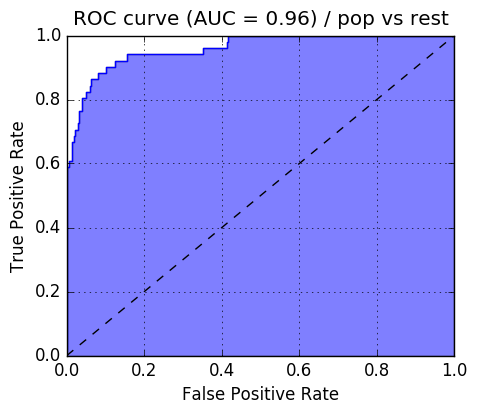 ROC curve (AUC = 0.96) / pop vs rest
True Positive Rate
1.0
0.8
0.6
0.4
0.2
0.0
0.0 0.2 0.4 0.6 0.8 1.0
False Positive Rate